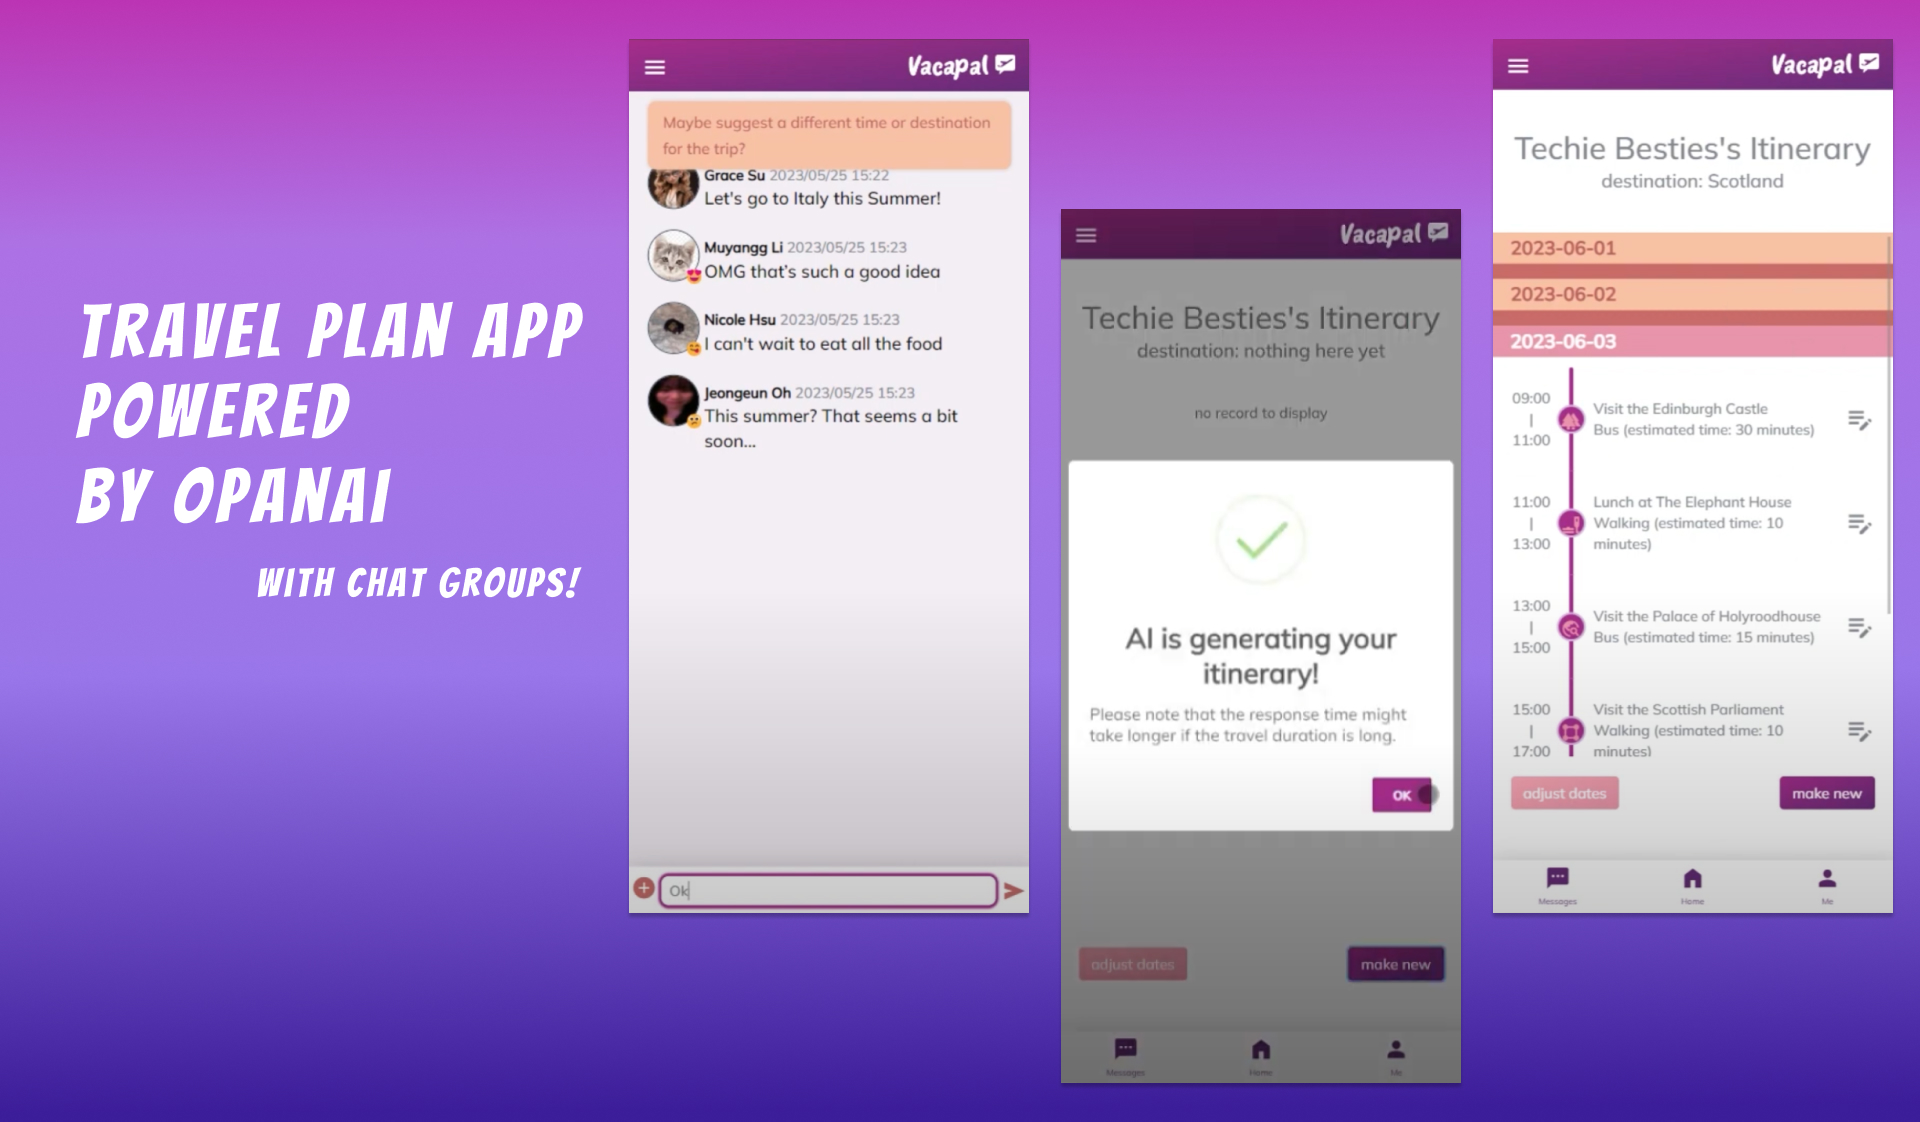 TRAVEL PLAN APP
POWERED
BY OPANAI
WITH CHAT GROUPS!
Vacapal
Maybe suggest a different time or destination
for the trip?
Grace Su 2023/05/25 15:22
Let's go to Italy this Summer!
Muyangg Li 2023/05/25 15:23
OMG that's such a good idea
Nicole Hsu 2023/05/25 15:23
I can't wait to eat all the food
Jeongeun Oh 2023/05/25 15:23
This summer? That seems a bit
soon...
Ok
Vacapal
Techie Besties's Itinerary
destination: nothing here yet
no record to display
AI is generating your
itinerary!
Please note that the response time might
take longer if the travel duration is long.
OK
adjust dates
make new
Messages
Home
Me
Vacapal
Techie Besties's Itinerary
destination: Scotland
2023-06-01
2023-06-02
2023-06-03
09:00
|
11:00
Visit the Edinburgh Castle
Bus (estimated time: 30 minutes)
11:00
|
13:00
Lunch at The Elephant House
Walking (estimated time: 10
minutes)
13:00
|
15:00
Visit the Palace of Holyroodhouse
Bus (estimated time: 15 minutes)
15:00
|
17:00
Visit the Scottish Parliament
Walking (estimated time: 10
minutes)
adjust dates
make new
Messages
Home
Me